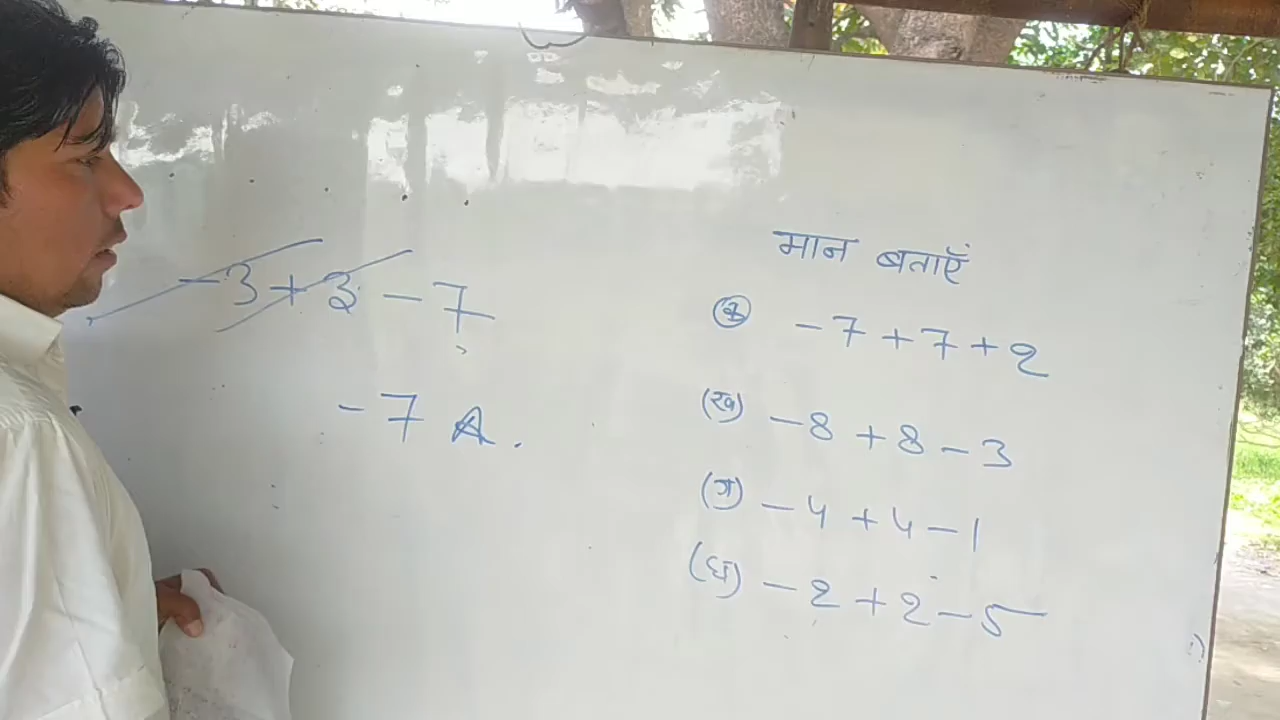 -3 + 3 - 7
-7 A.
मान बताएँ
(क) -7 + 7 + 2
(ख) -8 + 8 - 3
(ग) -4 + 4 - 1
(घ) -2 + 2 - 5